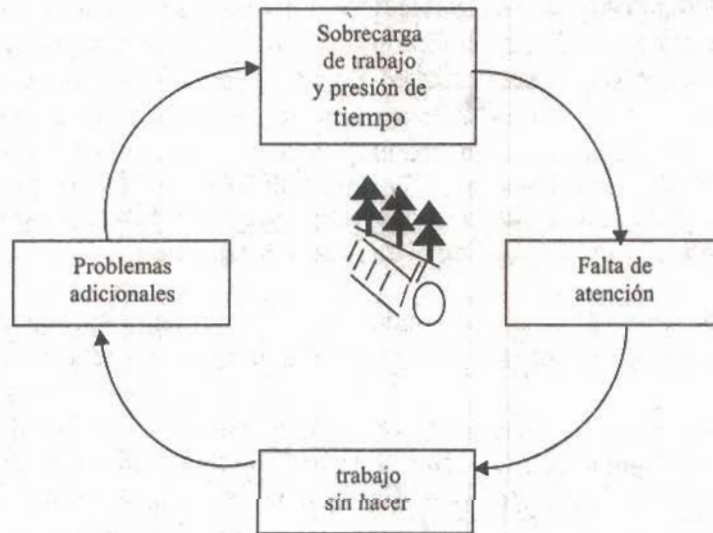 Sobrecarga
de trabajo
y presión de
tiempo
Falta de
atención
trabajo
sin hacer
Problemas
adicionales